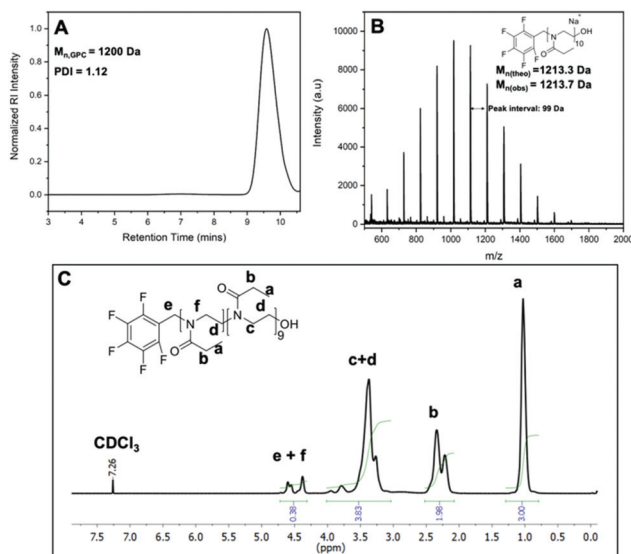 A
M_n,GPC = 1200 Da
PDI = 1.12
Normalized RI Intensity
1.0
0.8
0.6
0.4
0.2
0.0
3 4 5 6 7 8 9 10
Retention Time (mins)
B
Na⁺
F F F F F
N
O
10
OH
M_n(theo) =1213.3 Da
M_n(obs) =1213.7 Da
Peak interval: 99 Da
Intensity (a.u)
10000
8000
6000
4000
2000
0
600 800 1000 1200 1400 1600 1800 2000
m/z
C
b
a
O
F F F F F
e f d
N N
d c
9
OH
O
b a
CDCl₃
7.26
e + f
c+d
b
a
0.38
3.83
1.98
3.00
7.5 7.0 6.5 6.0 5.5 5.0 4.5 4.0 3.5 3.0 2.5 2.0 1.5 1.0 0.5 0.0
(ppm)